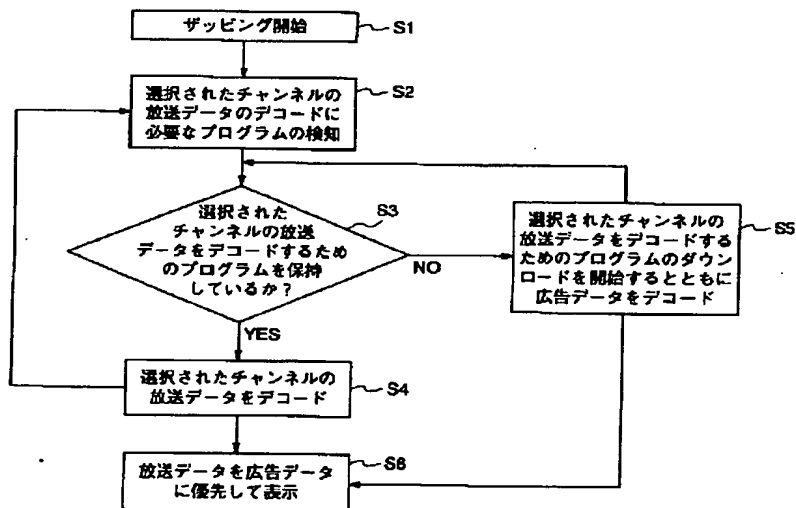 ザッピング開始
S1
選択されたチャンネルの
放送データのデコードに
必要なプログラムの検知
S2
選択された
チャンネルの放送
データをデコードするため
のプログラムを保持
しているか？
S3
NO
YES
選択されたチャンネルの
放送データをデコードする
ためのプログラムのダウン
ロードを開始するとともに
広告データをデコード
S5
選択されたチャンネルの
放送データをデコード
S4
放送データを広告データ
に優先して表示
S6